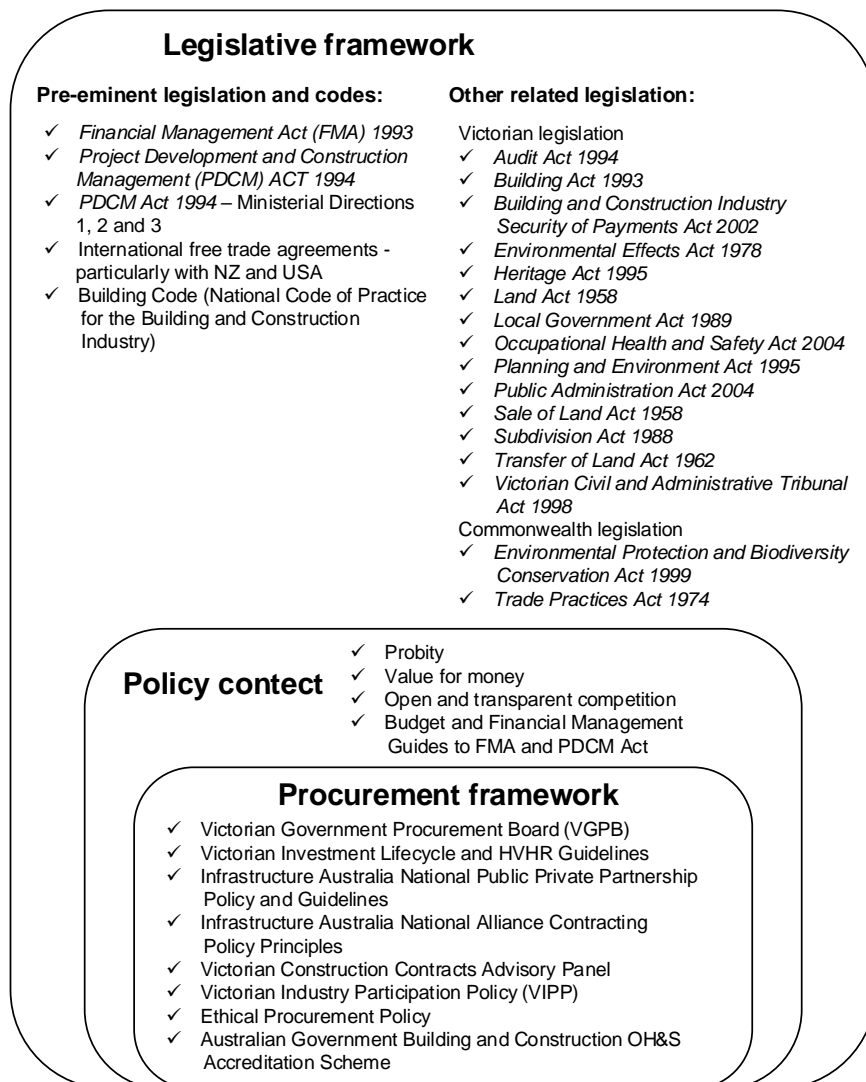 Legislative framework
Pre-eminent legislation and codes:
✓ Financial Management Act (FMA) 1993
✓ Project Development and Construction
Management (PDCM) ACT 1994
✓ PDCM Act 1994 – Ministerial Directions
1, 2 and 3
✓ International free trade agreements -
particularly with NZ and USA
✓ Building Code (National Code of Practice
for the Building and Construction
Industry)
Other related legislation:
Victorian legislation
✓ Audit Act 1994
✓ Building Act 1993
✓ Building and Construction Industry
Security of Payments Act 2002
✓ Environmental Effects Act 1978
✓ Heritage Act 1995
✓ Land Act 1958
✓ Local Government Act 1989
✓ Occupational Health and Safety Act 2004
✓ Planning and Environment Act 1995
✓ Public Administration Act 2004
✓ Sale of Land Act 1958
✓ Subdivision Act 1988
✓ Transfer of Land Act 1962
✓ Victorian Civil and Administrative Tribunal
Act 1998
Commonwealth legislation
✓ Environmental Protection and Biodiversity
Conservation Act 1999
✓ Trade Practices Act 1974
Policy contect
✓ Probity
✓ Value for money
✓ Open and transparent competition
✓ Budget and Financial Management
Guides to FMA and PDCM Act
Procurement framework
✓ Victorian Government Procurement Board (VGPB)
✓ Victorian Investment Lifecycle and HVHR Guidelines
✓ Infrastructure Australia National Public Private Partnership
Policy and Guidelines
✓ Infrastructure Australia National Alliance Contracting
Policy Principles
✓ Victorian Construction Contracts Advisory Panel
✓ Victorian Industry Participation Policy (VIPP)
✓ Ethical Procurement Policy
✓ Australian Government Building and Construction OH&S
Accreditation Scheme